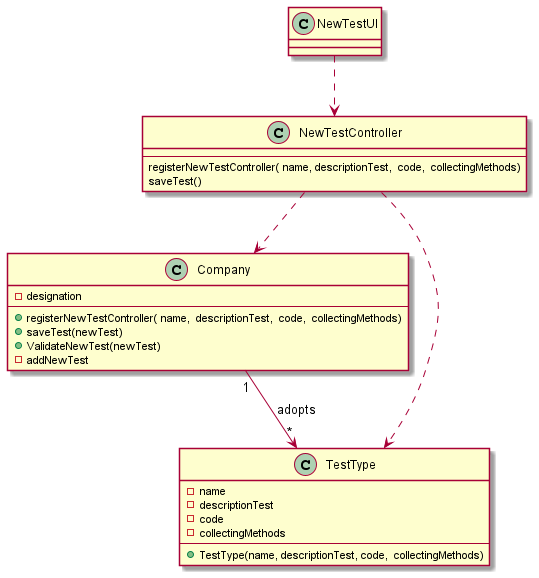 C NewTestUI
C NewTestController
registerNewTestController( name, descriptionTest, code, collectingMethods)
saveTest()
C Company
designation
registerNewTestController( name, descriptionTest, code, collectingMethods)
saveTest(newTest)
ValidateNewTest(newTest)
addNewTest
1
adopts
*
C TestType
name
descriptionTest
code
collectingMethods
TestType(name, descriptionTest, code, collectingMethods)